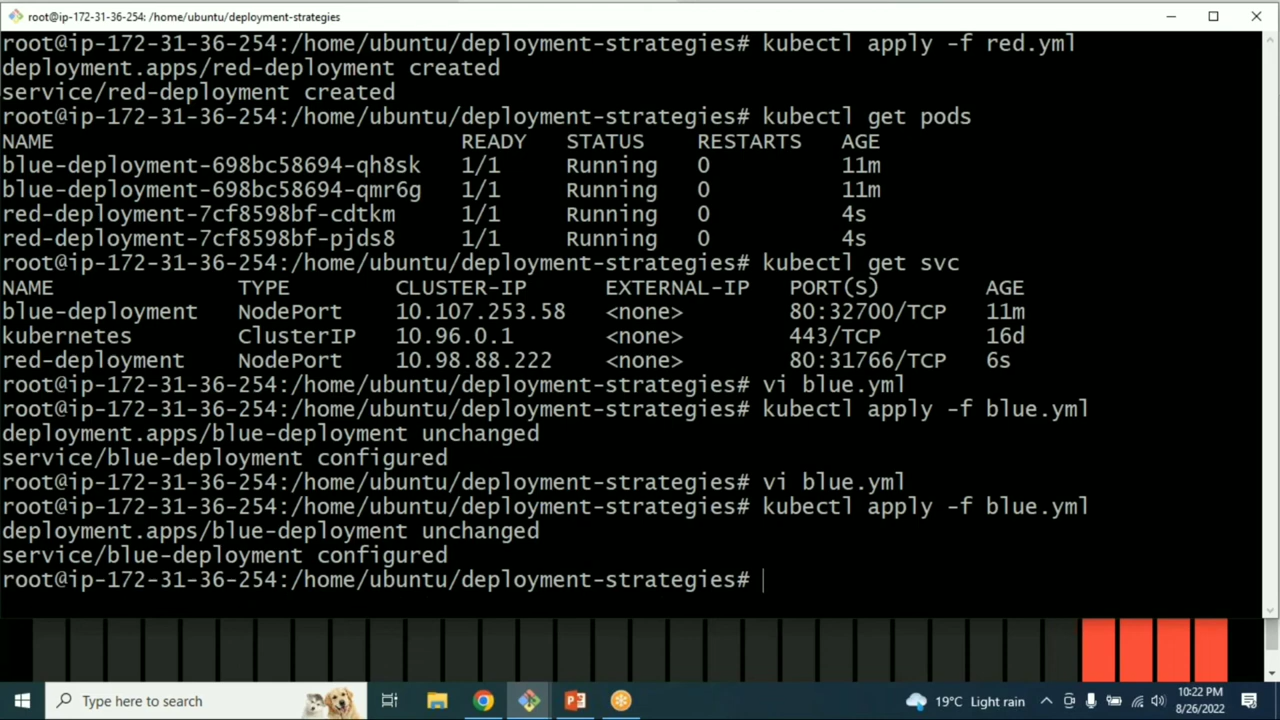 root@ip-172-31-36-254: /home/ubuntu/deployment-strategies
root@ip-172-31-36-254:/home/ubuntu/deployment-strategies# kubectl apply -f red.yml
deployment.apps/red-deployment created
service/red-deployment created
root@ip-172-31-36-254:/home/ubuntu/deployment-strategies# kubectl get pods
NAME READY STATUS RESTARTS AGE
blue-deployment-698bc58694-qh8sk 1/1 Running 0 11m
blue-deployment-698bc58694-qmr6g 1/1 Running 0 11m
red-deployment-7cf8598bf-cdtkm 1/1 Running 0 4s
red-deployment-7cf8598bf-pjds8 1/1 Running 0 4s
root@ip-172-31-36-254:/home/ubuntu/deployment-strategies# kubectl get svc
NAME TYPE CLUSTER-IP EXTERNAL-IP PORT(S) AGE
blue-deployment NodePort 10.107.253.58 <none> 80:32700/TCP 11m
kubernetes ClusterIP 10.96.0.1 <none> 443/TCP 16d
red-deployment NodePort 10.98.88.222 <none> 80:31766/TCP 6s
root@ip-172-31-36-254:/home/ubuntu/deployment-strategies# vi blue.yml
root@ip-172-31-36-254:/home/ubuntu/deployment-strategies# kubectl apply -f blue.yml
deployment.apps/blue-deployment unchanged
service/blue-deployment configured
root@ip-172-31-36-254:/home/ubuntu/deployment-strategies# vi blue.yml
root@ip-172-31-36-254:/home/ubuntu/deployment-strategies# kubectl apply -f blue.yml
deployment.apps/blue-deployment unchanged
service/blue-deployment configured
root@ip-172-31-36-254:/home/ubuntu/deployment-strategies#
Type here to search
19°C Light rain
10:22 PM
8/26/2022